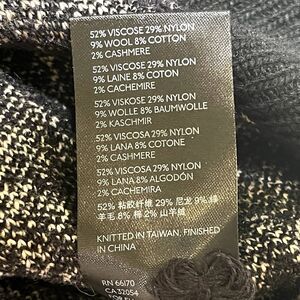 52% VISCOSE 29% NYLON
9% WOOL 8% COTTON
2% CASHMERE
52% VISCOSE 29% NYLON
9% LAINE 8% COTON
2% CACHEMIRE
52% VISKOSE 29% NYLON
9% WOLLE 8% BAUMWOLLE
2% KASCHMIR
52% VISCOSA 29% NYLON
9% LANA 8% COTONE
2% CASHMERE
52% VISCOSA 29% NYLON
9% LANA 8% ALGODÓN
2% CACHEMIRA
52% 粘胶纤维 29% 尼龙 9% 绵
羊毛 8% 棉 2% 山羊绒
KNITTED IN TAIWAN, FINISHED
IN CHINA
RN 66170
CA 32054